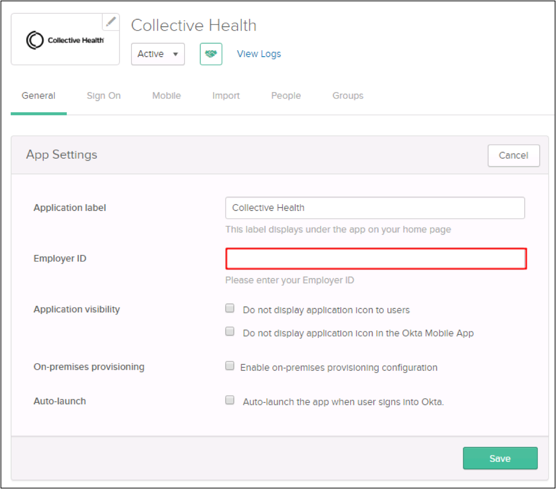 Collective Health
Collective Health
Active
View Logs
General
Sign On
Mobile
Import
People
Groups
App Settings
Cancel
Application label
Collective Health
This label displays under the app on your home page
Employer ID
Please enter your Employer ID
Application visibility
Do not display application icon to users
Do not display application icon in the Okta Mobile App
On-premises provisioning
Enable on-premises provisioning configuration
Auto-launch
Auto-launch the app when user signs into Okta.
Save